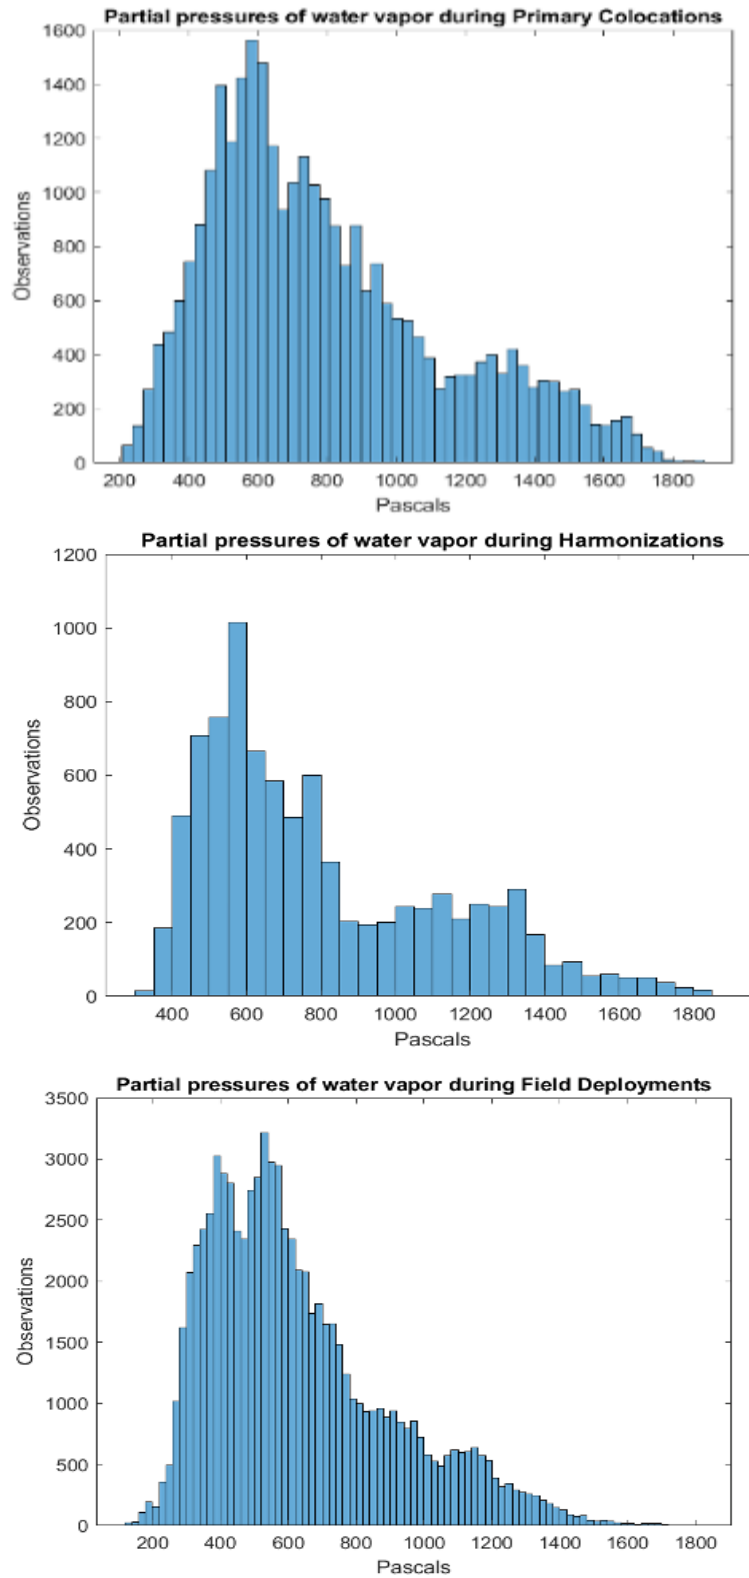 Partial pressures of water vapor during Primary Colocations
1600
1400
1200
1000
800
600
400
200
0
Observations
200 400 600 800 1000 1200 1400 1600 1800
Pascals
Partial pressures of water vapor during Harmonizations
1200
1000
800
600
400
200
0
Observations
400 600 800 1000 1200 1400 1600 1800
Pascals
Partial pressures of water vapor during Field Deployments
3500
3000
2500
2000
1500
1000
500
0
Observations
200 400 600 800 1000 1200 1400 1600 1800
Pascals